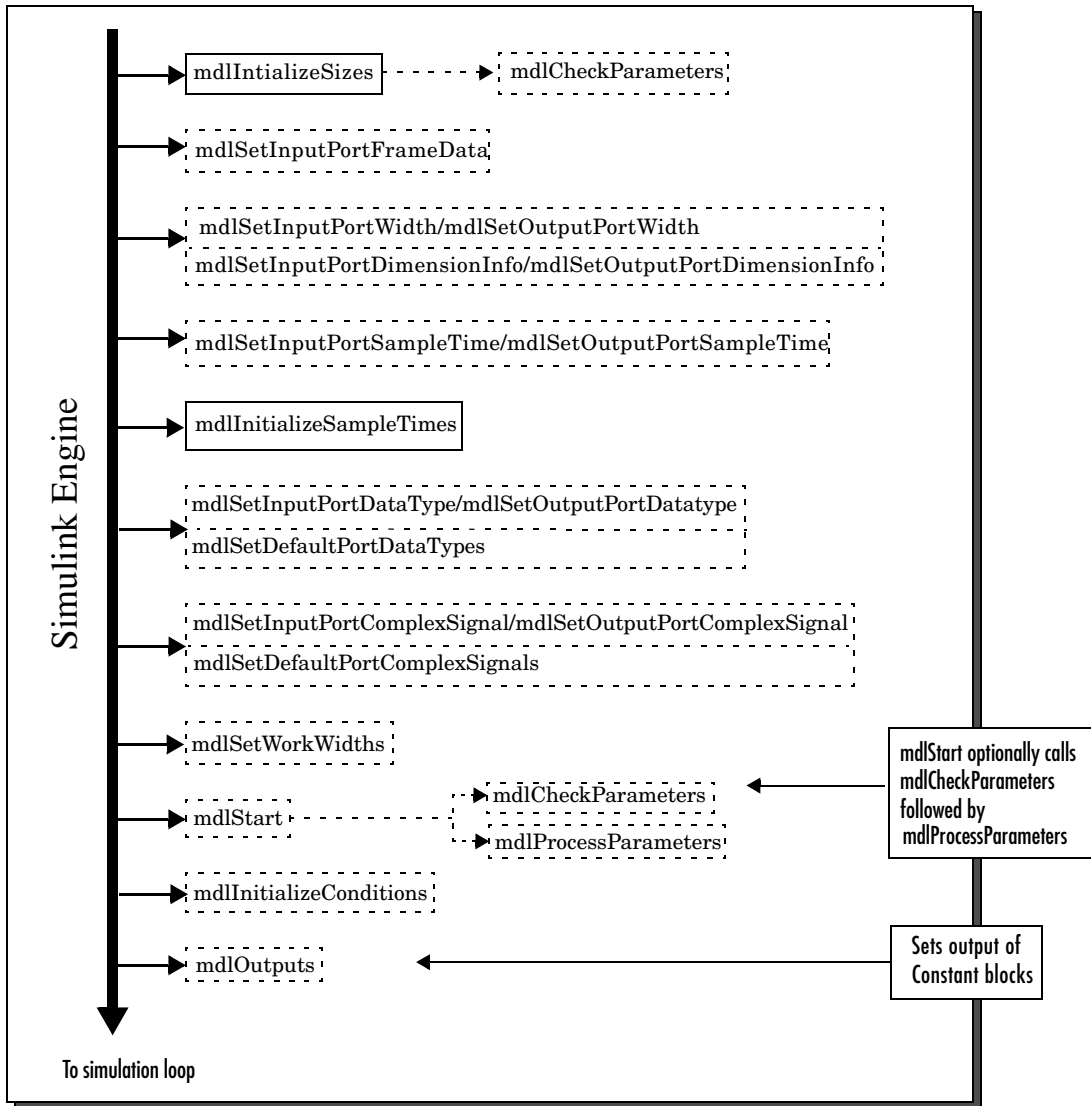 Simulink Engine
mdlIntializeSizes
mdlCheckParameters
mdlSetInputPortFrameData
mdlSetInputPortWidth/mdlSetOutputPortWidth
mdlSetInputPortDimensionInfo/mdlSetOutputPortDimensionInfo
mdlSetInputPortSampleTime/mdlSetOutputPortSampleTime
mdlInitializeSampleTimes
mdlSetInputPortDataType/mdlSetOutputPortDatatype
mdlSetDefaultPortDataTypes
mdlSetInputPortComplexSignal/mdlSetOutputPortComplexSignal
mdlSetDefaultPortComplexSignals
mdlSetWorkWidths
mdlStart
mdlCheckParameters
mdlProcessParameters
mdlStart optionally calls
mdlCheckParameters
followed by
mdlProcessParameters
mdlInitializeConditions
mdlOutputs
Sets output of
Constant blocks
To simulation loop